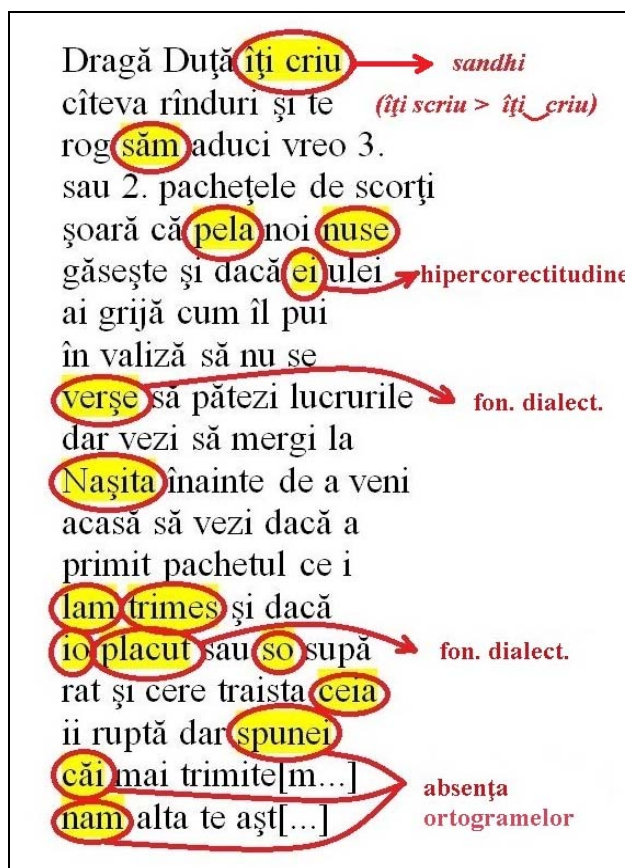 Dragă Duţă îţi criu sandhi
cîteva rînduri şi te (îţi scriu > îţi‿criu)
rog săm aduci vreo 3.
sau 2. pacheţele de scorţi
şoară că pela noi nuse
găseşte şi dacă ei ulei hipercorectitudine
ai grijă cum îl pui
în valiză să nu se
verşe să pătezi lucrurile fon. dialect.
dar vezi să mergi la
Naşita înainte de a veni
acasă să vezi dacă a
primit pachetul ce i
lam trimes şi dacă
io placut sau so supă fon. dialect.
rat şi cere traista ceia
ii ruptă dar spunei
căi mai trimite[m...] absenţa
nam alta te aşt[...] ortogramelor